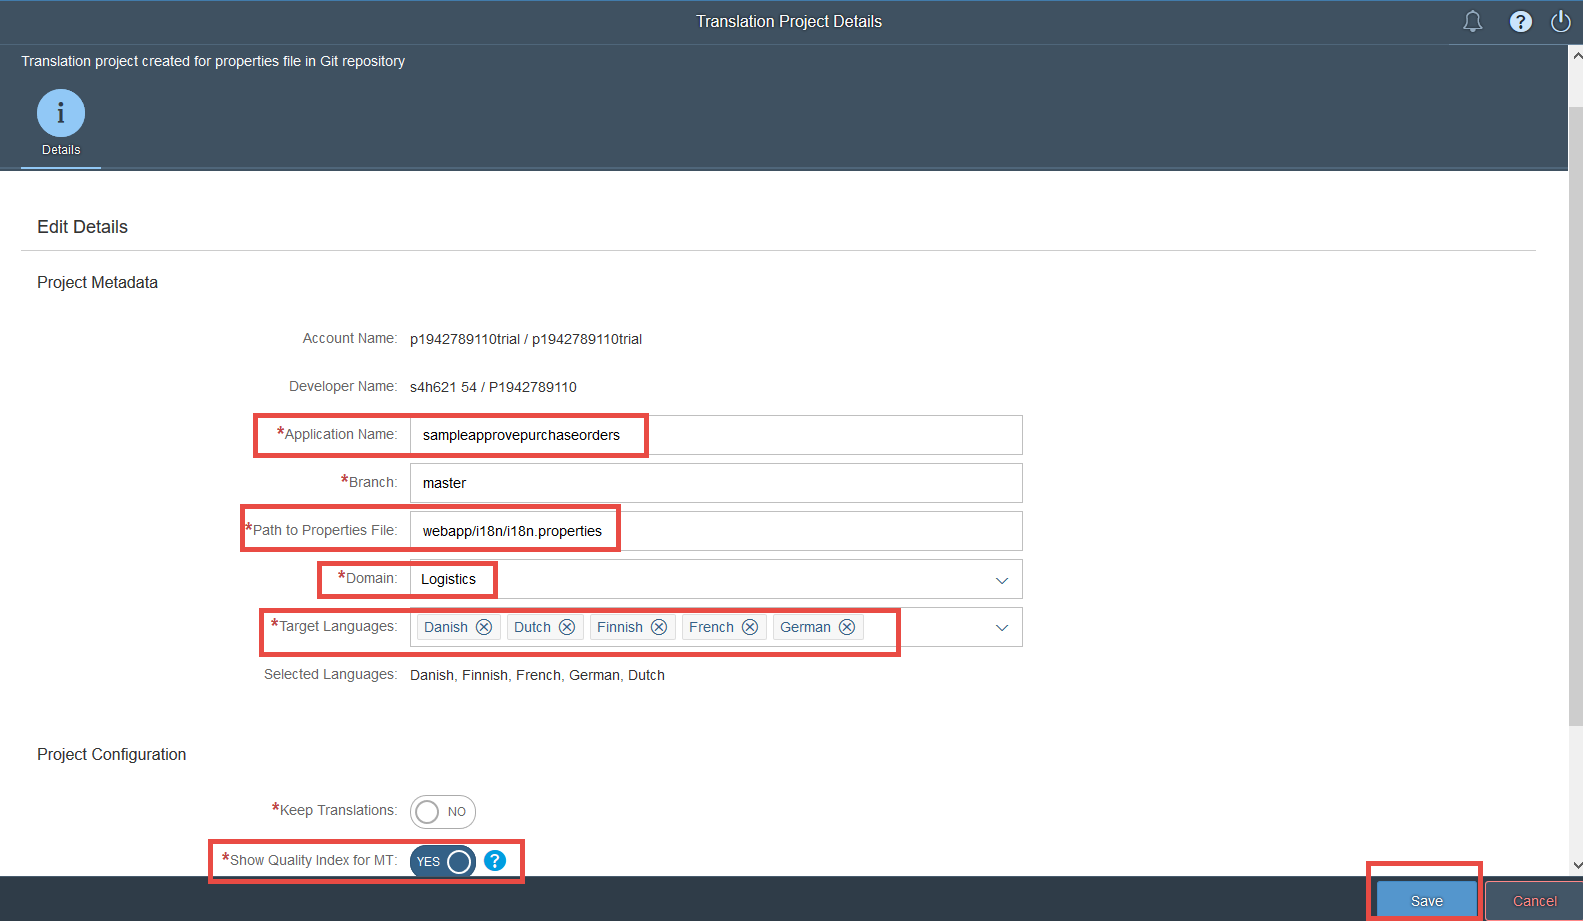 Translation Project Details
?
Translation project created for properties file in Git repository
i
Details
Edit Details
Project Metadata
Account Name: p1942789110trial / p1942789110trial
Developer Name: s4h621 54 / P1942789110
*Application Name: sampleapprovepurchaseorders
*Branch: master
*Path to Properties File: webapp/i18n/i18n.properties
*Domain: Logistics
*Target Languages: Danish Dutch Finnish French German
Selected Languages: Danish, Finnish, French, German, Dutch
Project Configuration
*Keep Translations: NO
*Show Quality Index for MT: YES ?
Save Cancel